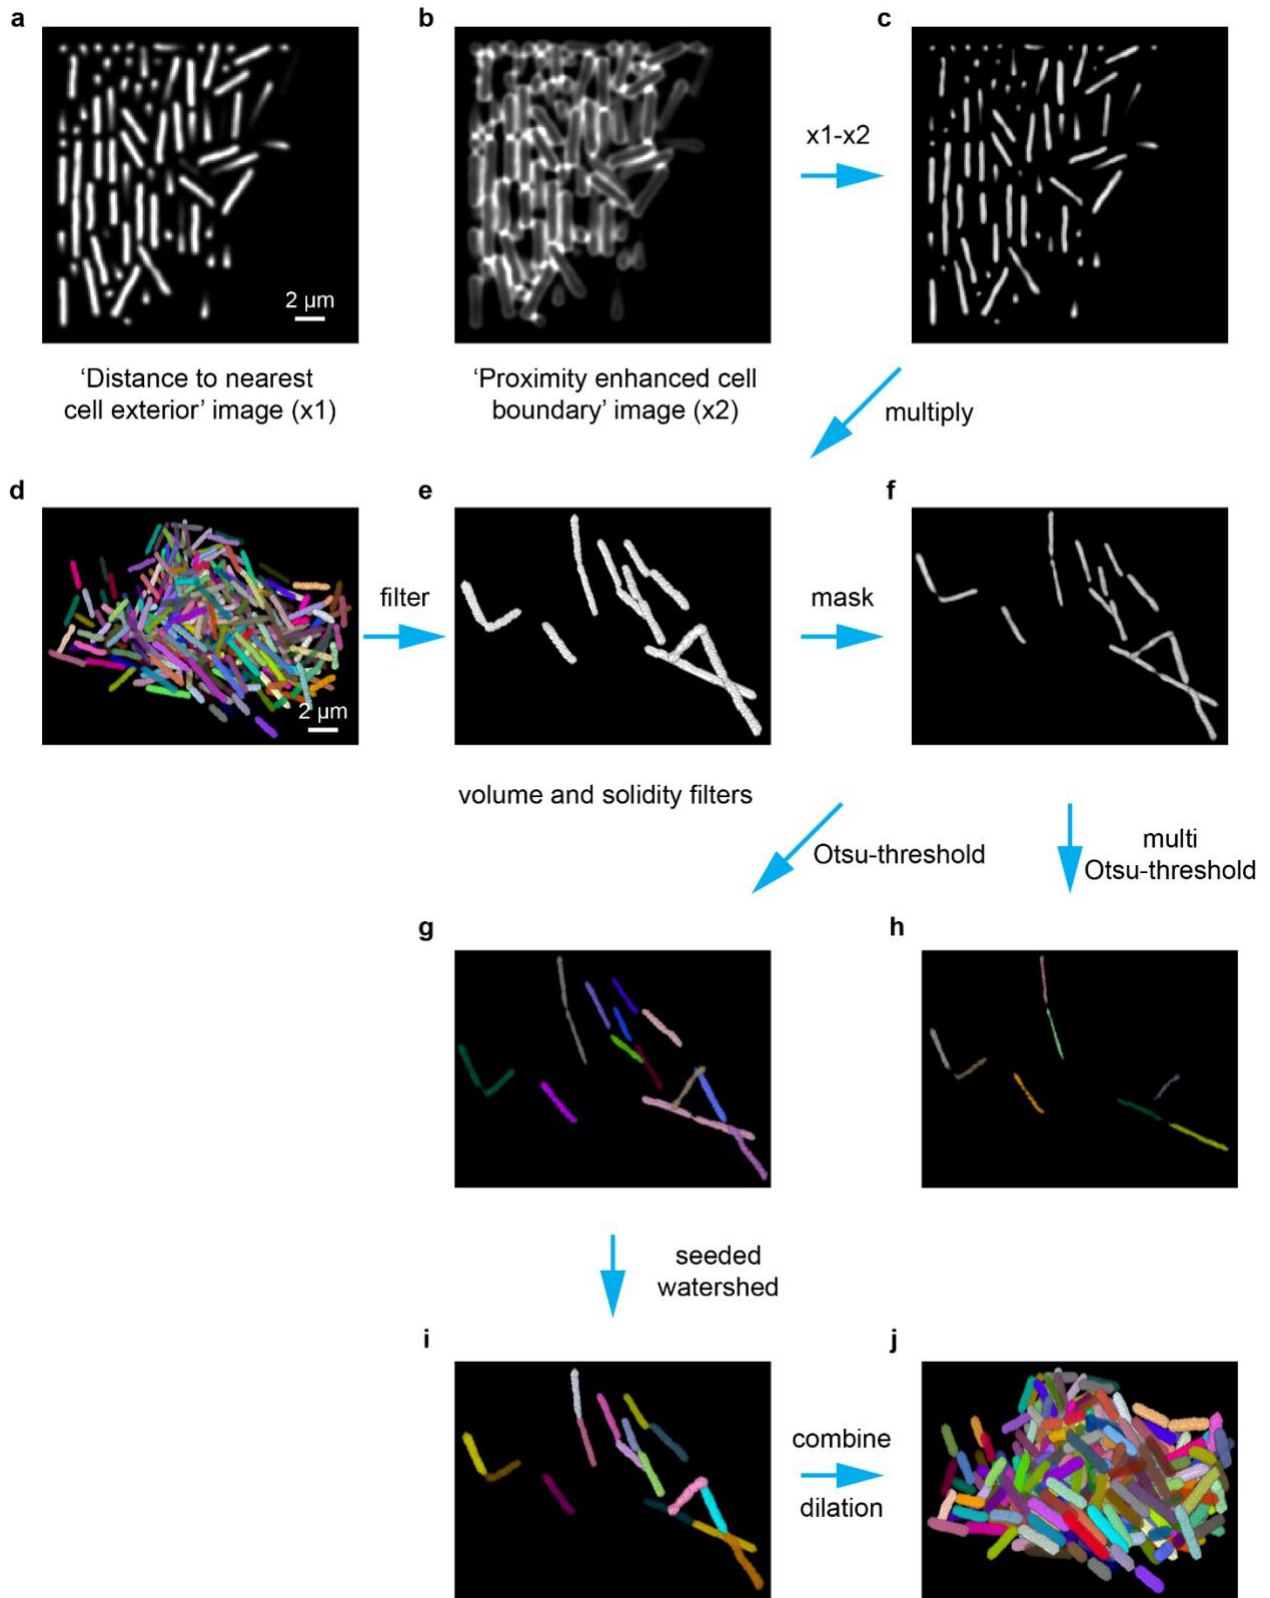 a
b
c
x1-x2
2 μm
'Distance to nearest
cell exterior' image (x1)
'Proximity enhanced cell
boundary' image (x2)
multiply
d
e
f
filter
mask
2 μm
volume and solidity filters
Otsu-threshold
multi
Otsu-threshold
g
h
seeded
watershed
i
j
combine
dilation